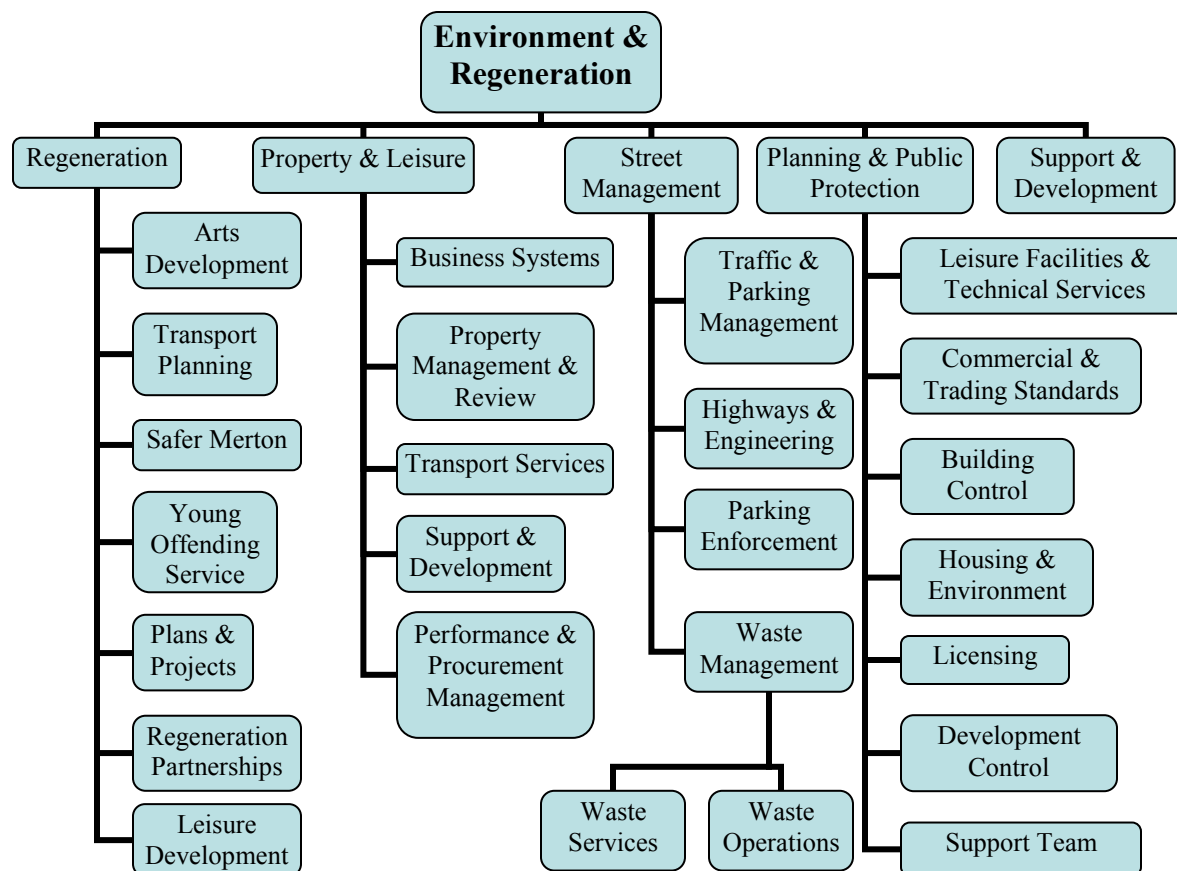 Environment &
Regeneration
Regeneration
Property & Leisure
Street
Management
Planning & Public
Protection
Support &
Development
Arts
Development
Transport
Planning
Safer Merton
Young
Offending
Service
Plans &
Projects
Regeneration
Partnerships
Leisure
Development
Business Systems
Property
Management &
Review
Transport Services
Support &
Development
Performance &
Procurement
Management
Traffic &
Parking
Management
Highways &
Engineering
Parking
Enforcement
Waste
Management
Waste
Services
Waste
Operations
Leisure Facilities &
Technical Services
Commercial &
Trading Standards
Building
Control
Housing &
Environment
Licensing
Development
Control
Support Team